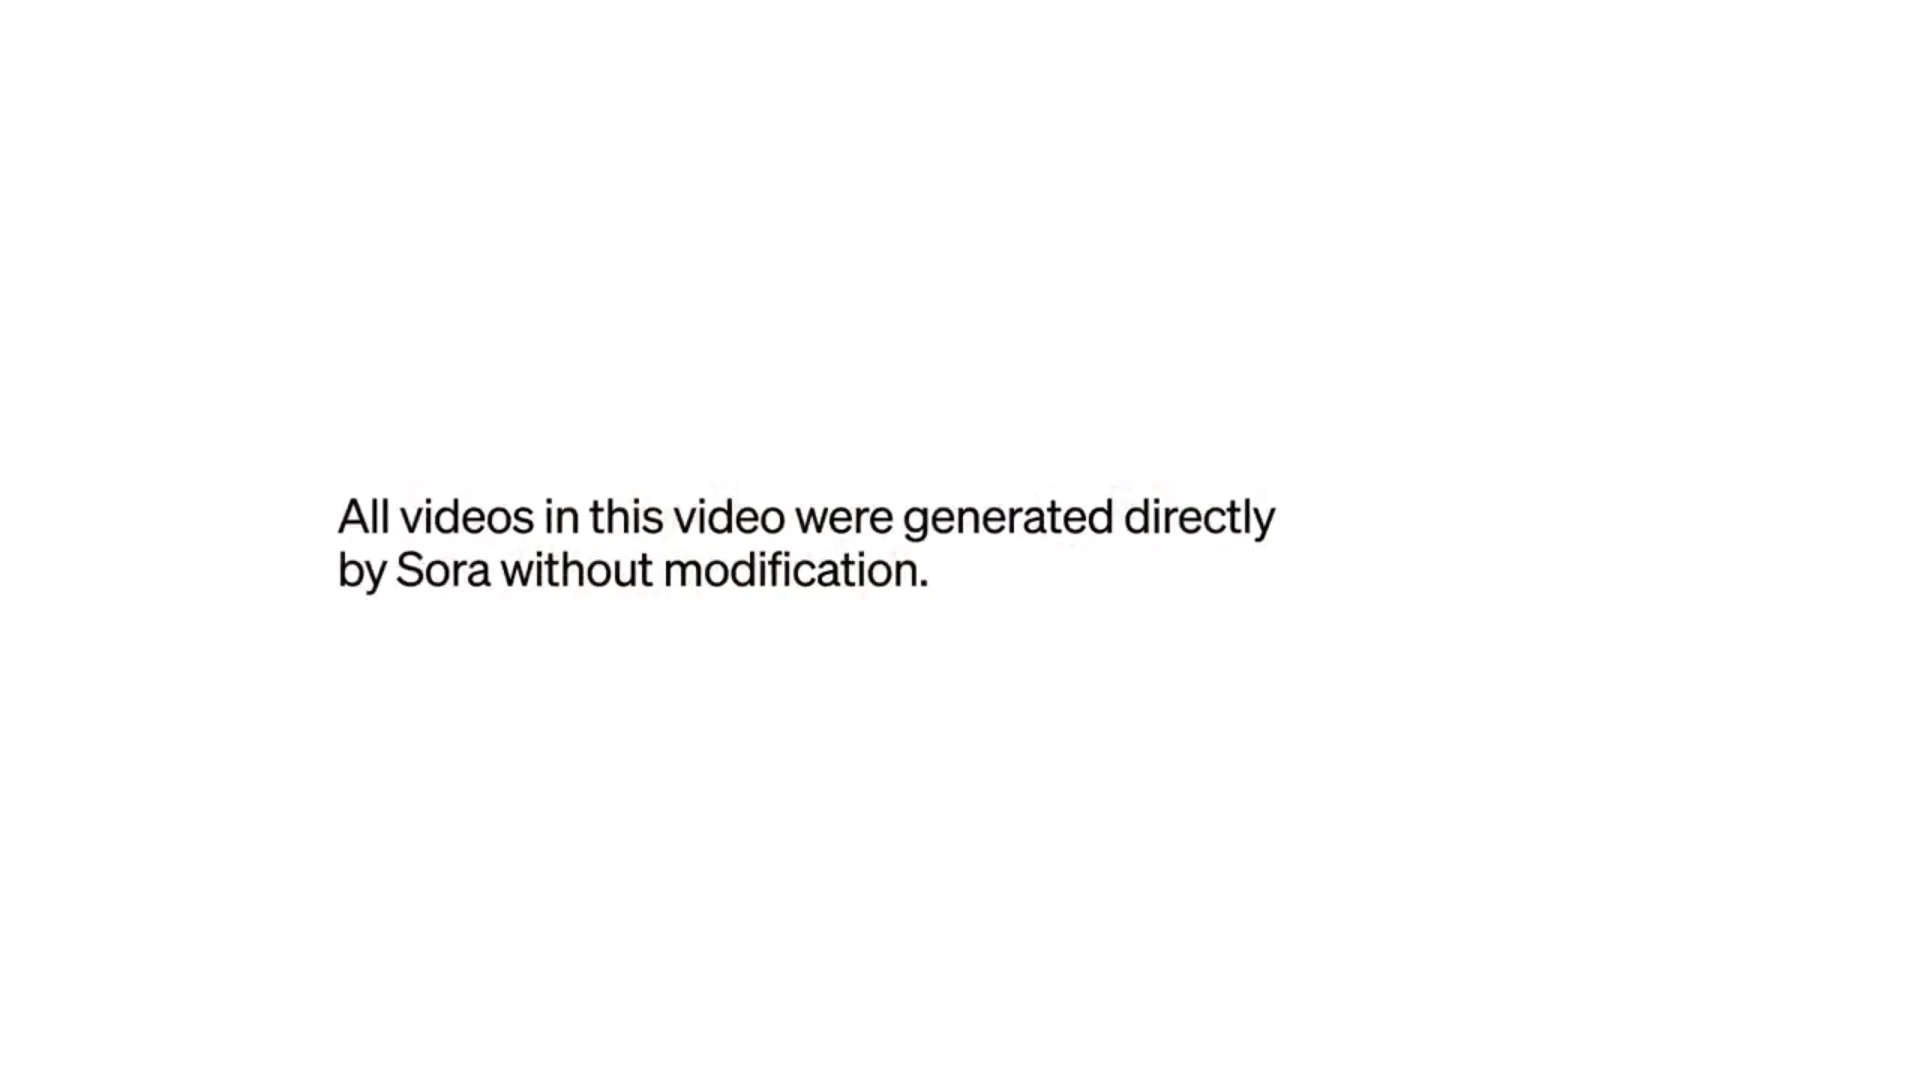 All videos in this video were generated directly
by Sora without modification.